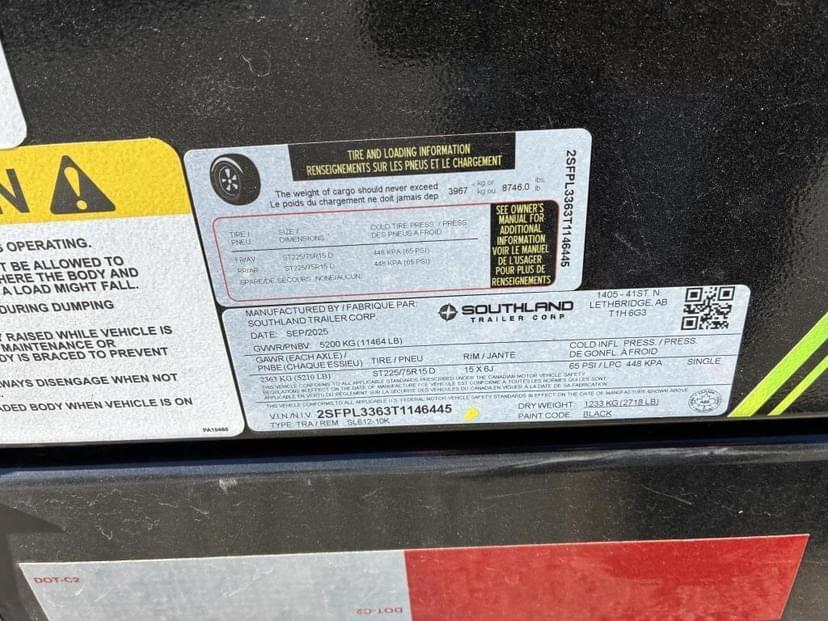 N
S OPERATING.
T BE ALLOWED TO
HERE THE BODY AND
A LOAD MIGHT FALL.
DURING DUMPING
Y RAISED WHILE VEHICLE IS
MAINTENANCE OR
DY IS BRACED TO PREVENT
WAYS DISENGAGE WHEN NOT
ADED BODY WHEN VEHICLE IS ON
PA15465
TIRE AND LOADING INFORMATION
RENSEIGNEMENTS SUR LES PNEUS ET LE CHARGEMENT
The weight of cargo should never exceed
Le poids du chargement ne doit jamais dep
3967 kg or kg ou 8746.0 lbs. lb
TIRE / PNEU
SIZE / DIMENSIONS
COLD TIRE PRESS. / PRESS. DES PNEUS A FROID
FR/AV ST225/75R15 D 448 KPA (65 PSI)
RR/AR ST225/75R15 D 448 KPA (65 PSI)
SPARE/DE SECOURS NONE/AUCUN
SEE OWNER'S
MANUAL FOR
ADDITIONAL
INFORMATION
VOIR LE MANUEL
DE L'USAGER
POUR PLUS DE
RENSEIGNEMENTS
2SFPL3363T1146445
MANUFACTURED BY / FABRIQUE PAR:
SOUTHLAND TRAILER CORP.
SOUTHLAND
TRAILER CORP
1405 - 41ST. N.
LETHBRIDGE, AB
T1H 6G3
DATE: SEP/2025
GVWR/PNBV: 5200 KG (11464 LB)
GAWR (EACH AXLE) /
PNBE (CHAQUE ESSIEU) TIRE / PNEU RIM / JANTE
COLD INFL. PRESS. / PRESS.
DE GONFL. À FROID
2363 KG (5210 LB) ST225/75R 15 D 15 X 6J 65 PSI / LPC 448 KPA SINGLE
V.I.N./N.I.V. 2SFPL3363T1146445
TYPE: TRA / REM SL612-10K
DRY WEIGHT: 1233 KG (2718 LB)
PAINT CODE: BLACK
DOT-C2
DOT-C2